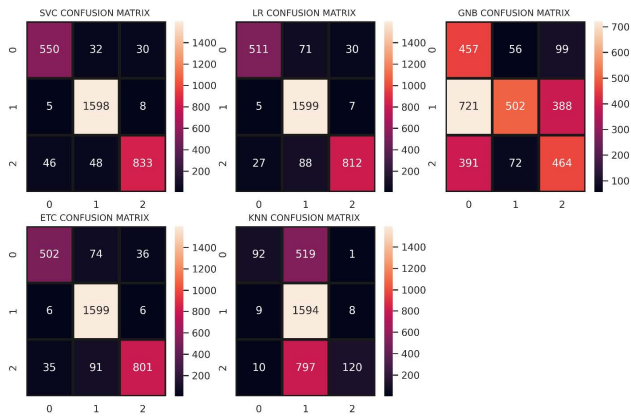 SVC CONFUSION MATRIX
0 550 32 30
1 5 1598 8
2 46 48 833
0 1 2
1400
1200
1000
800
600
400
200
LR CONFUSION MATRIX
0 511 71 30
1 5 1599 7
2 27 88 812
0 1 2
1400
1200
1000
800
600
400
200
GNB CONFUSION MATRIX
0 457 56 99
1 721 502 388
2 391 72 464
0 1 2
700
600
500
400
300
200
100
ETC CONFUSION MATRIX
0 502 74 36
1 6 1599 6
2 35 91 801
0 1 2
1400
1200
1000
800
600
400
200
KNN CONFUSION MATRIX
0 92 519 1
1 9 1594 8
2 10 797 120
0 1 2
1400
1200
1000
800
600
400
200